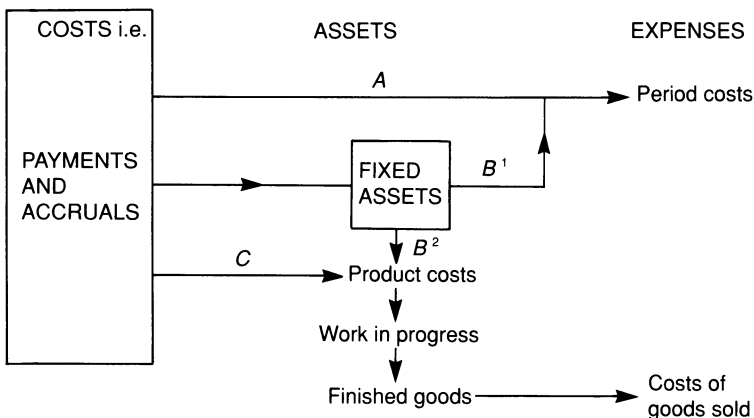 COSTS i.e.
ASSETS
EXPENSES
A
Period costs
PAYMENTS
AND
ACCRUALS
FIXED
ASSETS
B¹
B²
C
Product costs
Work in progress
Finished goods
Costs of
goods sold